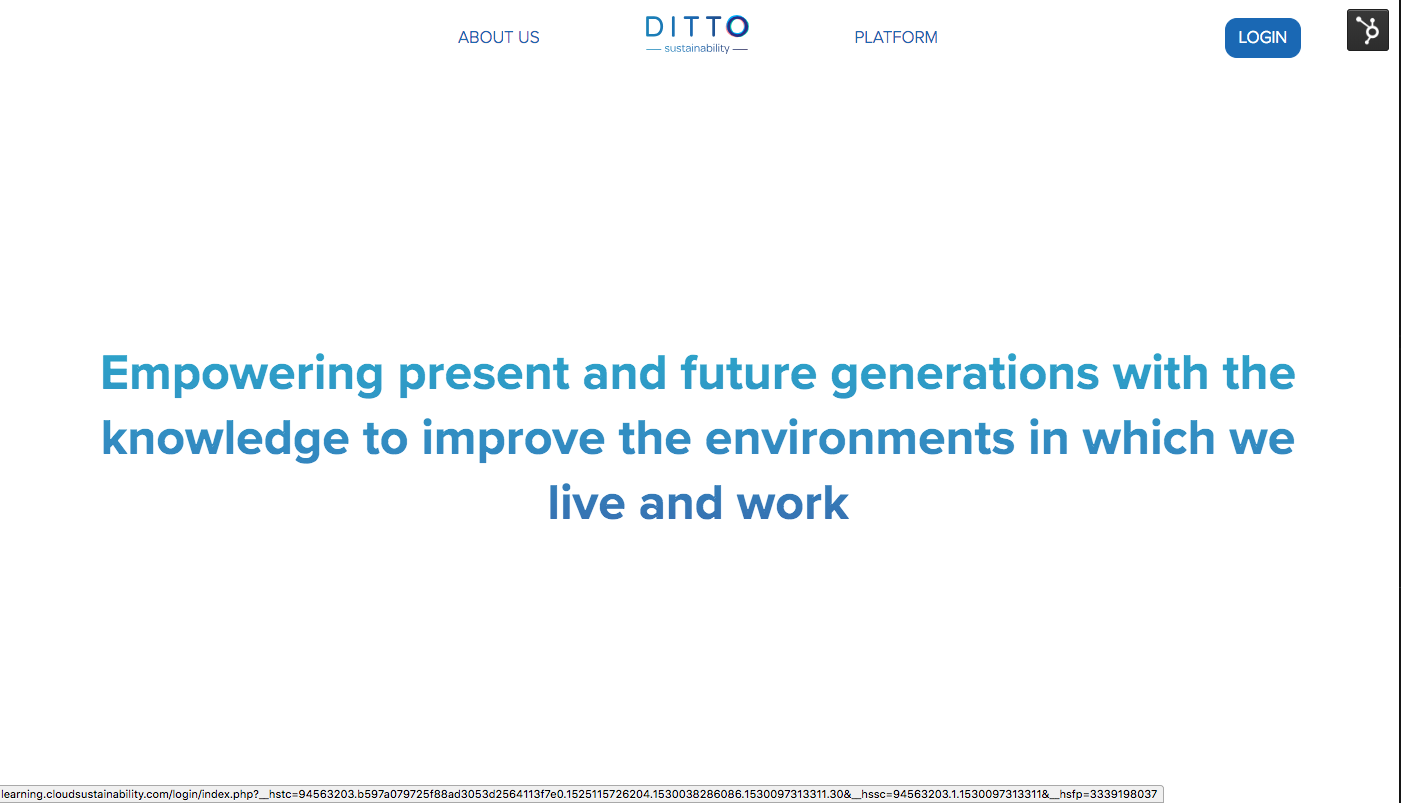 ABOUT US
DITTO
sustainability
PLATFORM
LOGIN
Empowering present and future generations with the
knowledge to improve the environments in which we
live and work
learning.cloudsustainability.com/login/index.php?__hstc=94563203.b597a079725f88ad3053d2564113f7e0.1525115726204.1530038286086.1530097313311.30&__hssc=94563203.1.1530097313311&__hsfp=3339198037